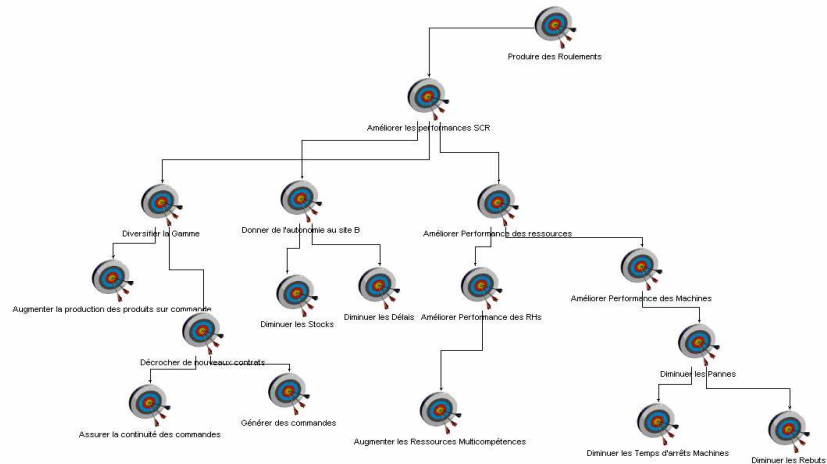 Produire des Roulements
Améliorer les performances SCR
Diversifier la Gamme
Donner de l'autonomie au site B
Améliorer Performance des ressources
Augmenter la production des produits sur commande
Diminuer les Stocks
Diminuer les Délais
Améliorer Performance des RHs
Améliorer Performance des Machines
Décrocher de nouveaux contrats
Diminuer les Pannes
Assurer la continuité des commandes
Générer des commandes
Augmenter les Ressources Multicompétences
Diminuer les Temps d'arrêts Machines
Diminuer les Rebuts